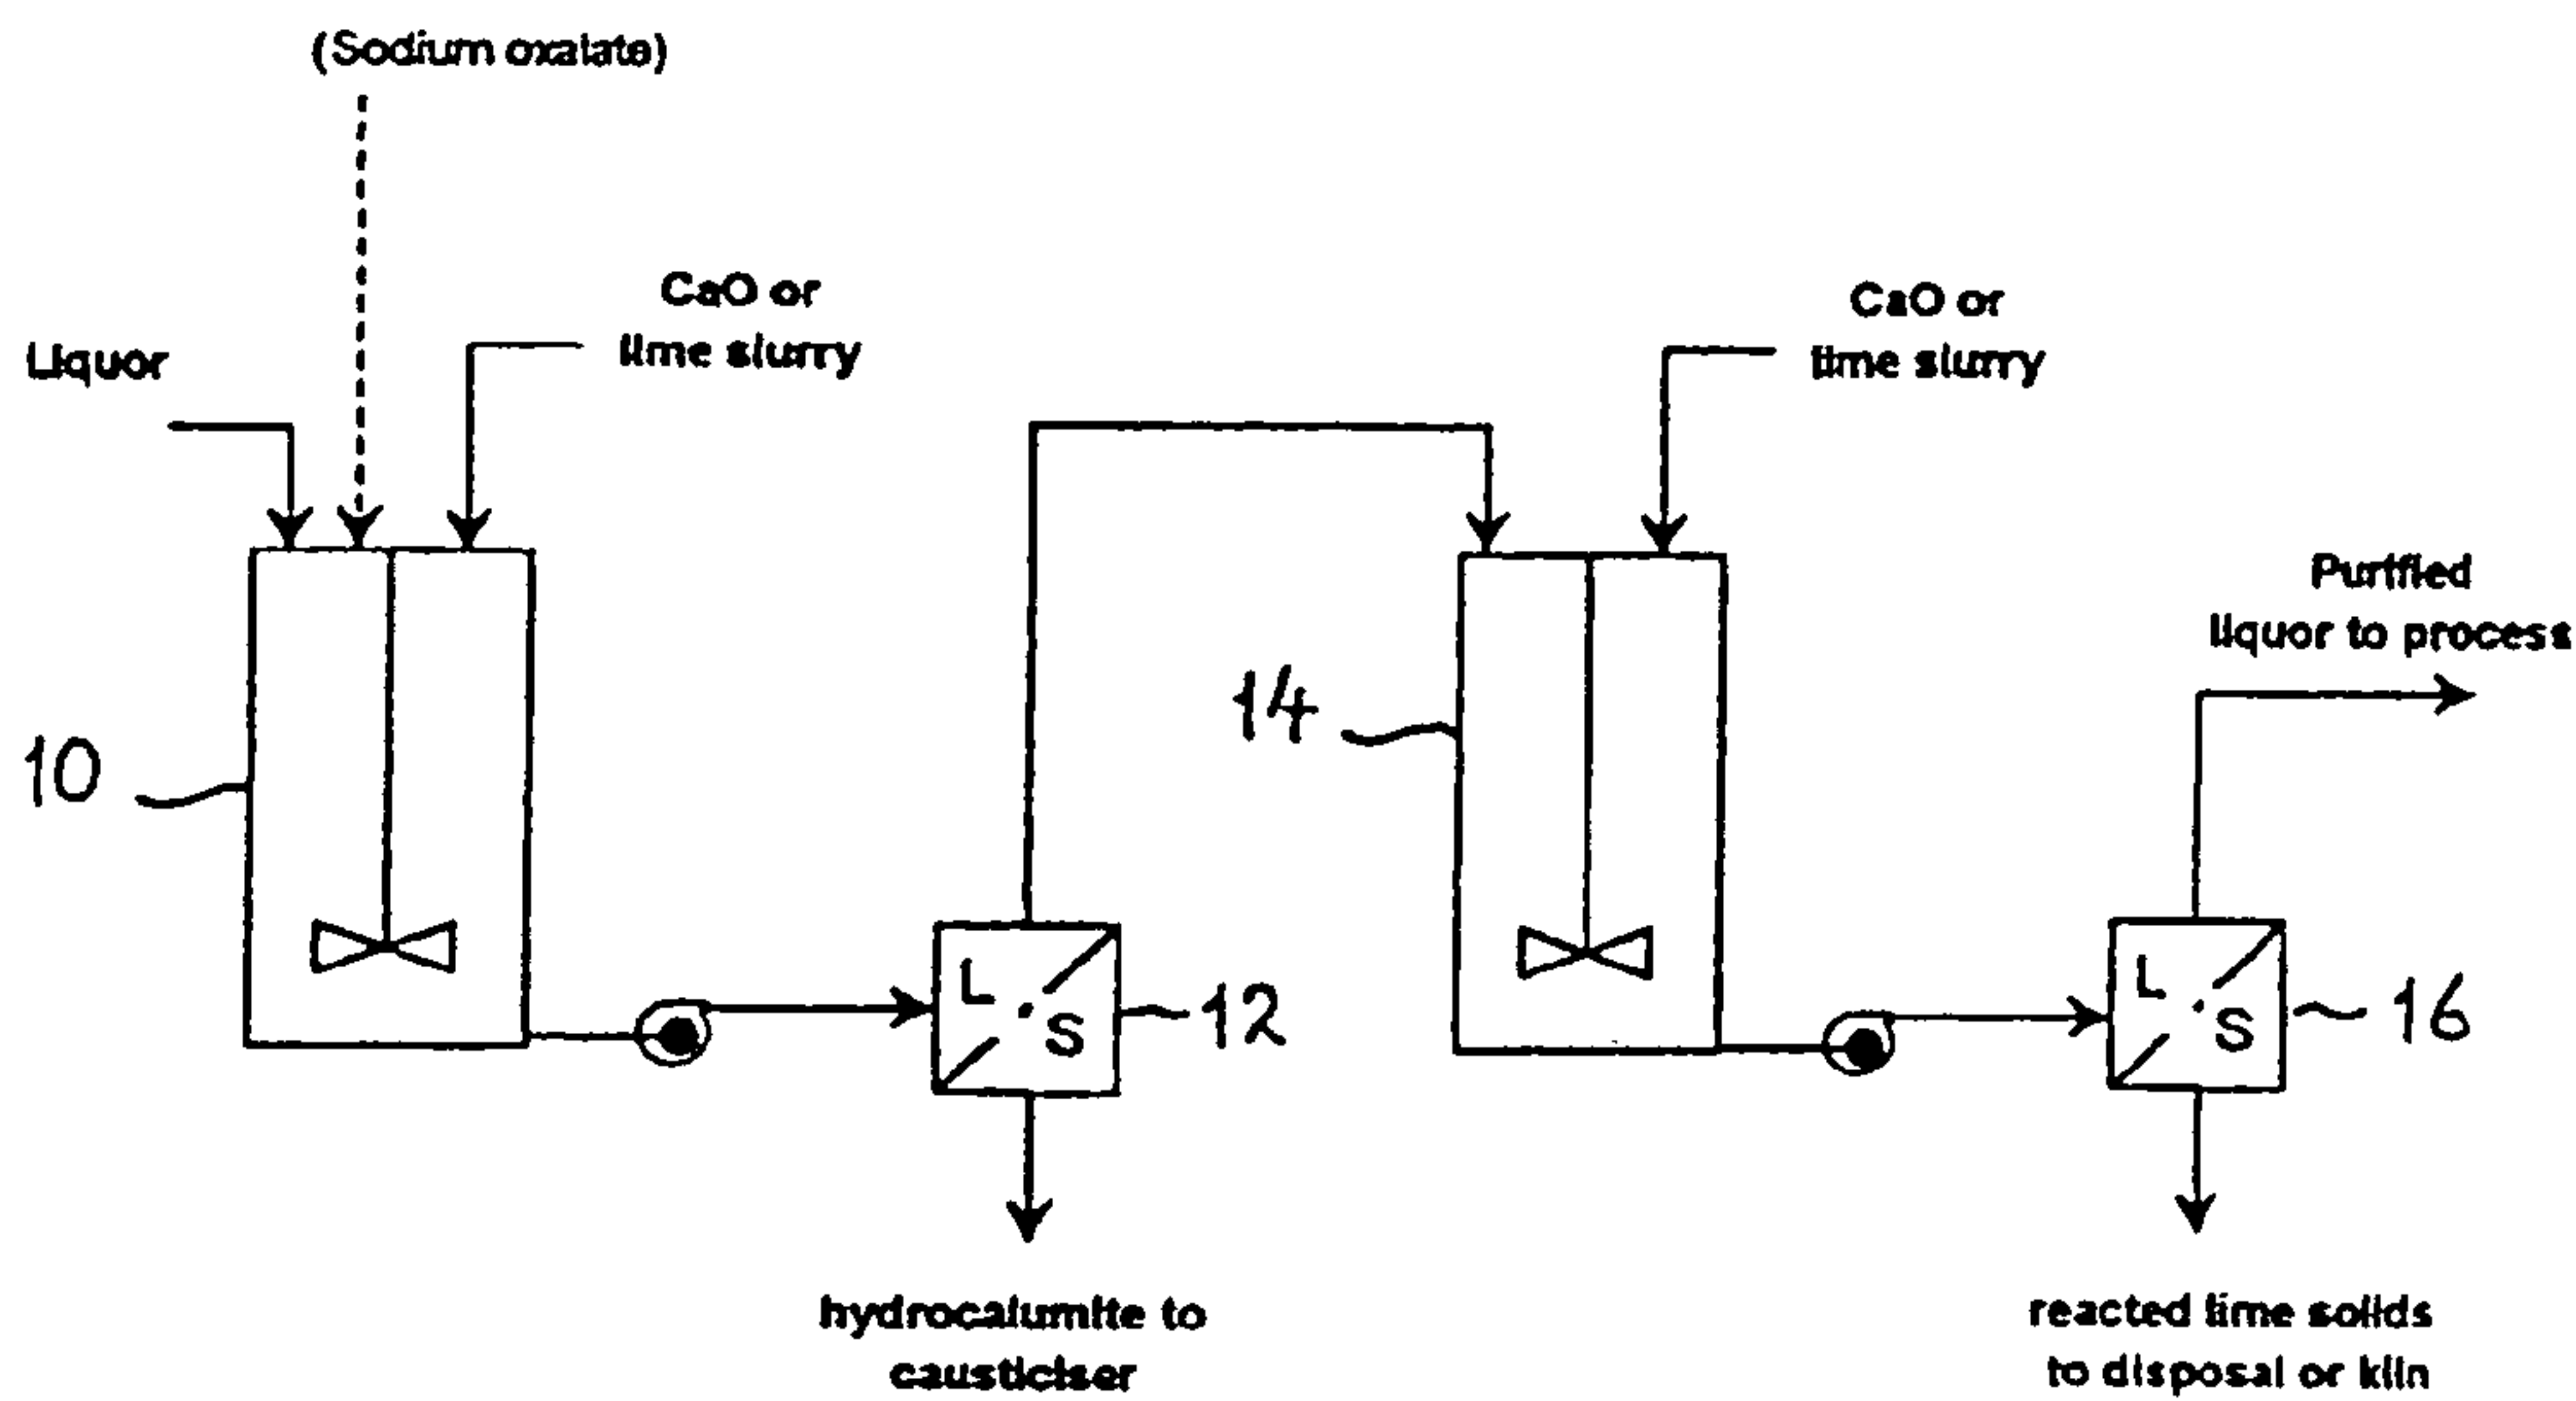 (Sodium oxalate)
CaO or
lime slurry
Liquor
CaO or
lime slurry
Purified
liquor to process
10
14
L
S
12
L
S
16
hydrocalumite to
causticiser
reacted lime solids
to disposal or kiln